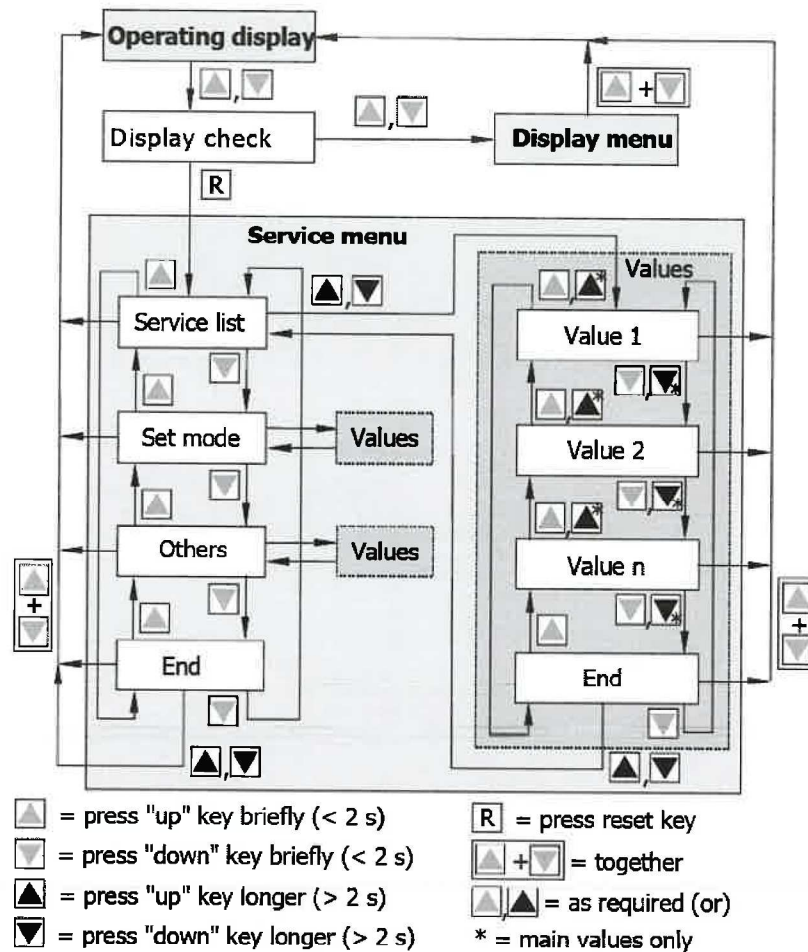 Operating display
Display check
Display menu
R
Service menu
Service list
Set mode
Others
End
Values
Values
Values
Value 1
Value 2
Value n
End
= press "up" key briefly (< 2 s)
= press "down" key briefly (< 2 s)
= press "up" key longer (> 2 s)
= press "down" key longer (> 2 s)
R = press reset key
+ = together
, = as required (or)
* = main values only